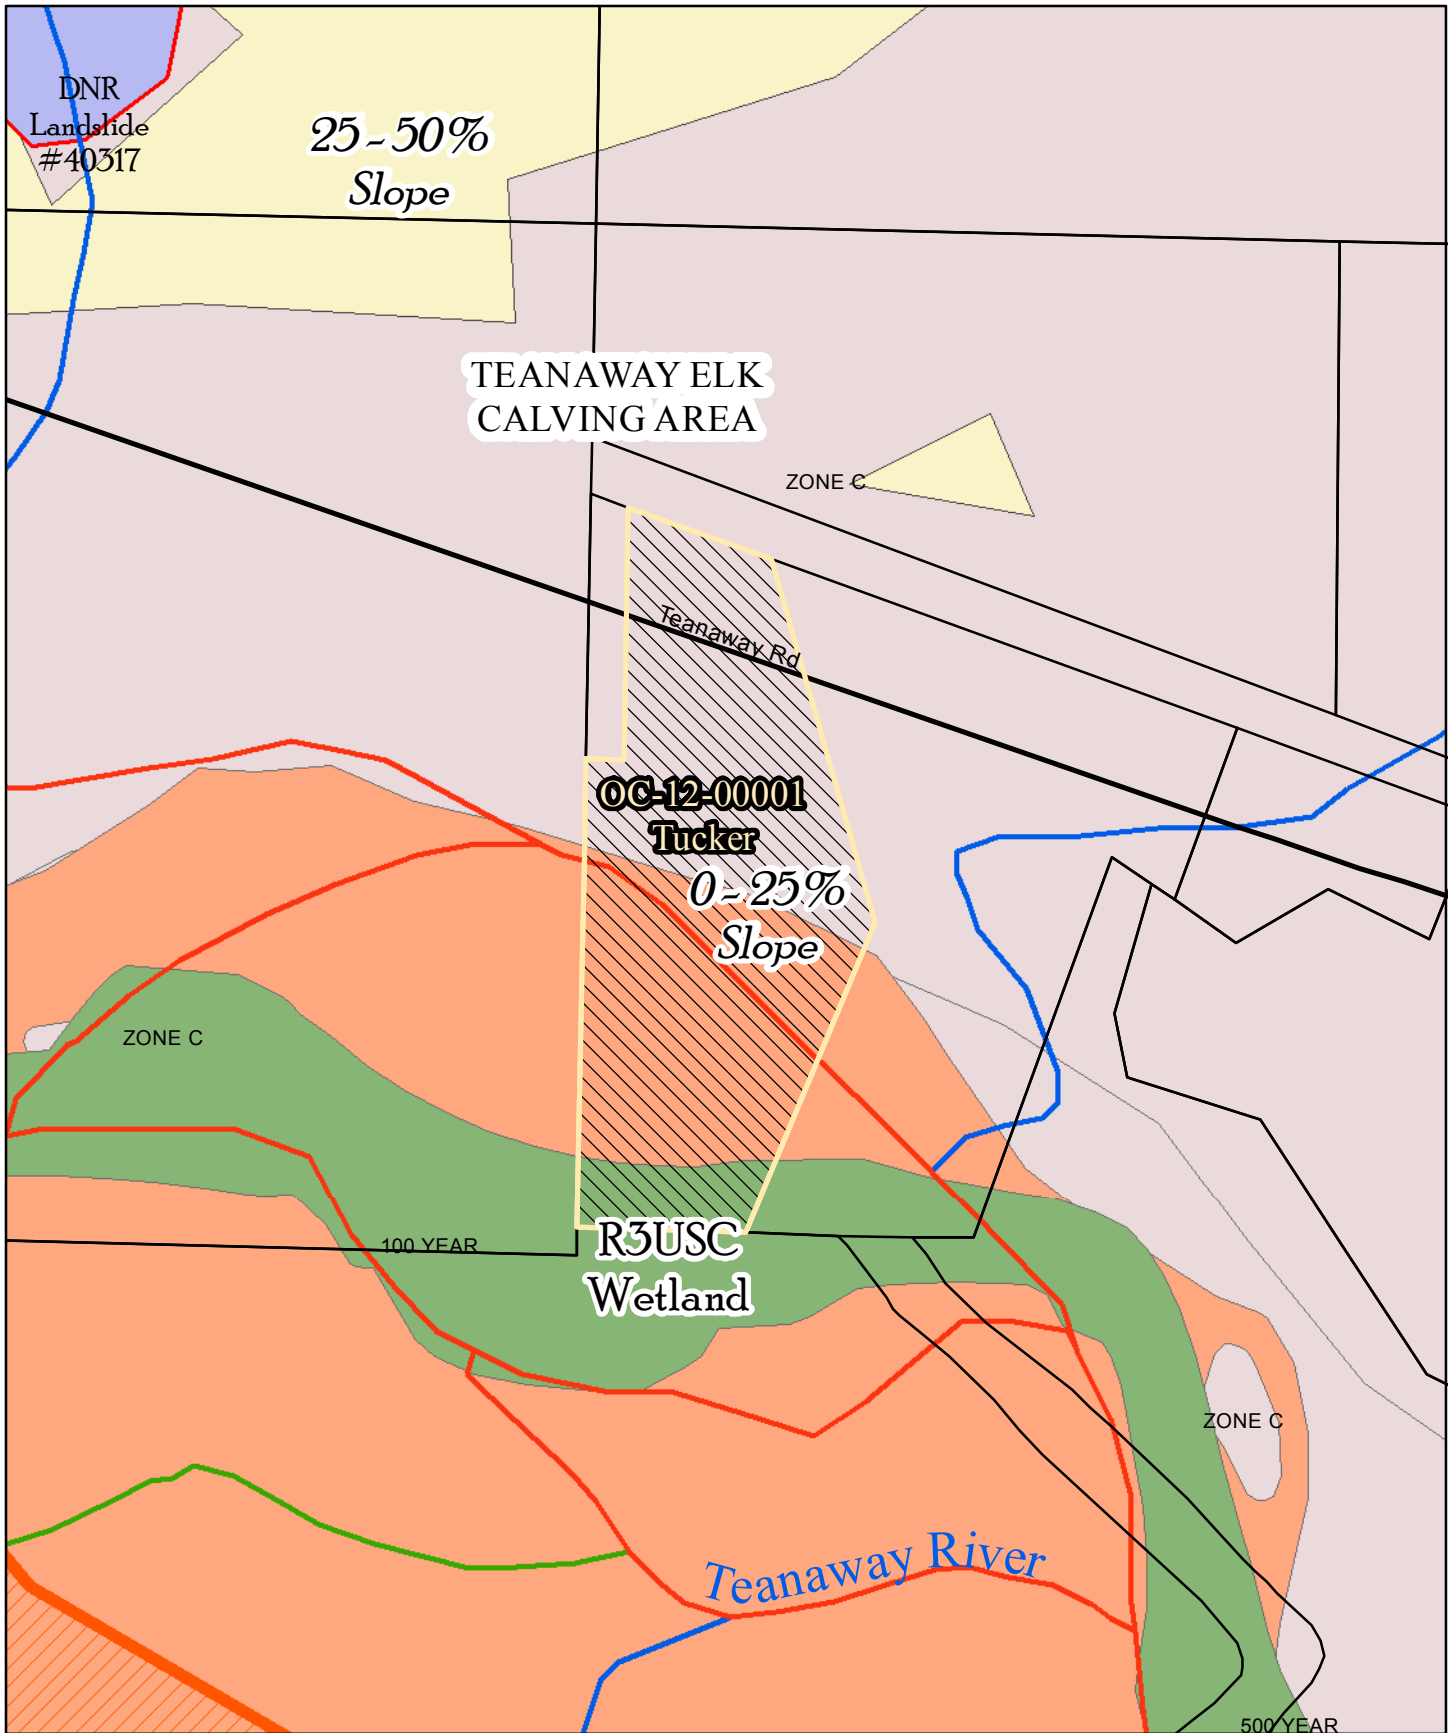 DNR
Landslide
#40317
25-50%
Slope
TEANAWAY ELK
CALVING AREA
ZONE C
Teanaway Rd
OC-12-00001
Tucker
0-25%
Slope
ZONE C
100 YEAR
R3USC
Wetland
ZONE C
Teanaway River
500 YEAR